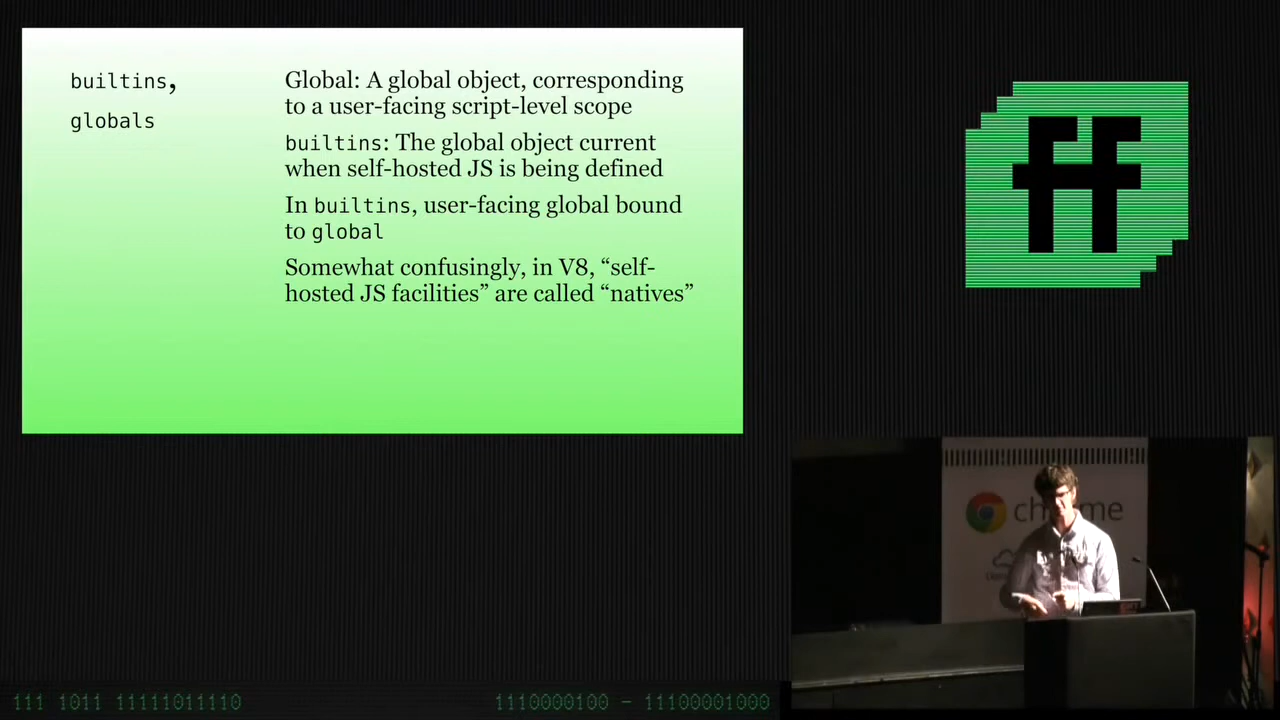 builtins,
globals
Global: A global object, corresponding
to a user-facing script-level scope
builtins: The global object current
when self-hosted JS is being defined
In builtins, user-facing global bound
to global
Somewhat confusingly, in V8, “self-
hosted JS facilities” are called “natives”
ff
111 1011 11111011110
1110000100 – 11100001000